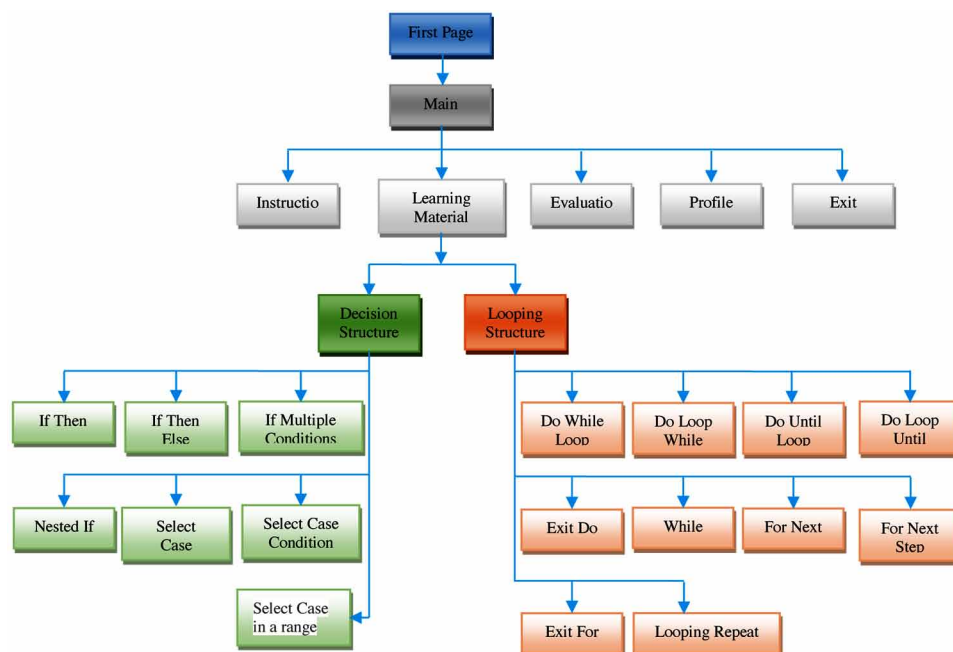 First Page
Main
Instructio
Learning
Material
Evaluatio
Profile
Exit
Decision
Structure
Looping
Structure
If Then
If Then
Else
If Multiple
Conditions
Do While
Loop
Do Loop
While
Do Until
Loop
Do Loop
Until
Nested If
Select
Case
Select Case
Condition
Exit Do
While
For Next
For Next
Step
Select Case
in a range
Exit For
Looping Repeat